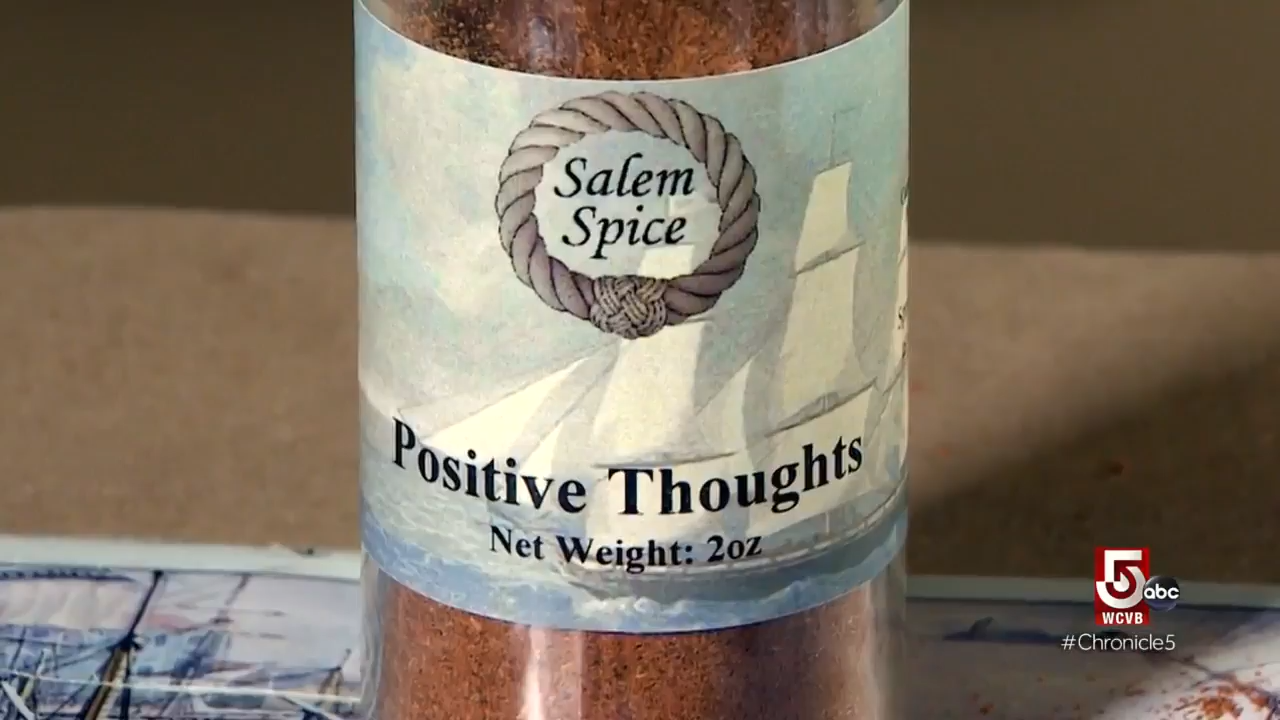 Salem
Spice
Positive Thoughts
Net Weight: 2oz
5 abc
WCVB
#Chronicle5